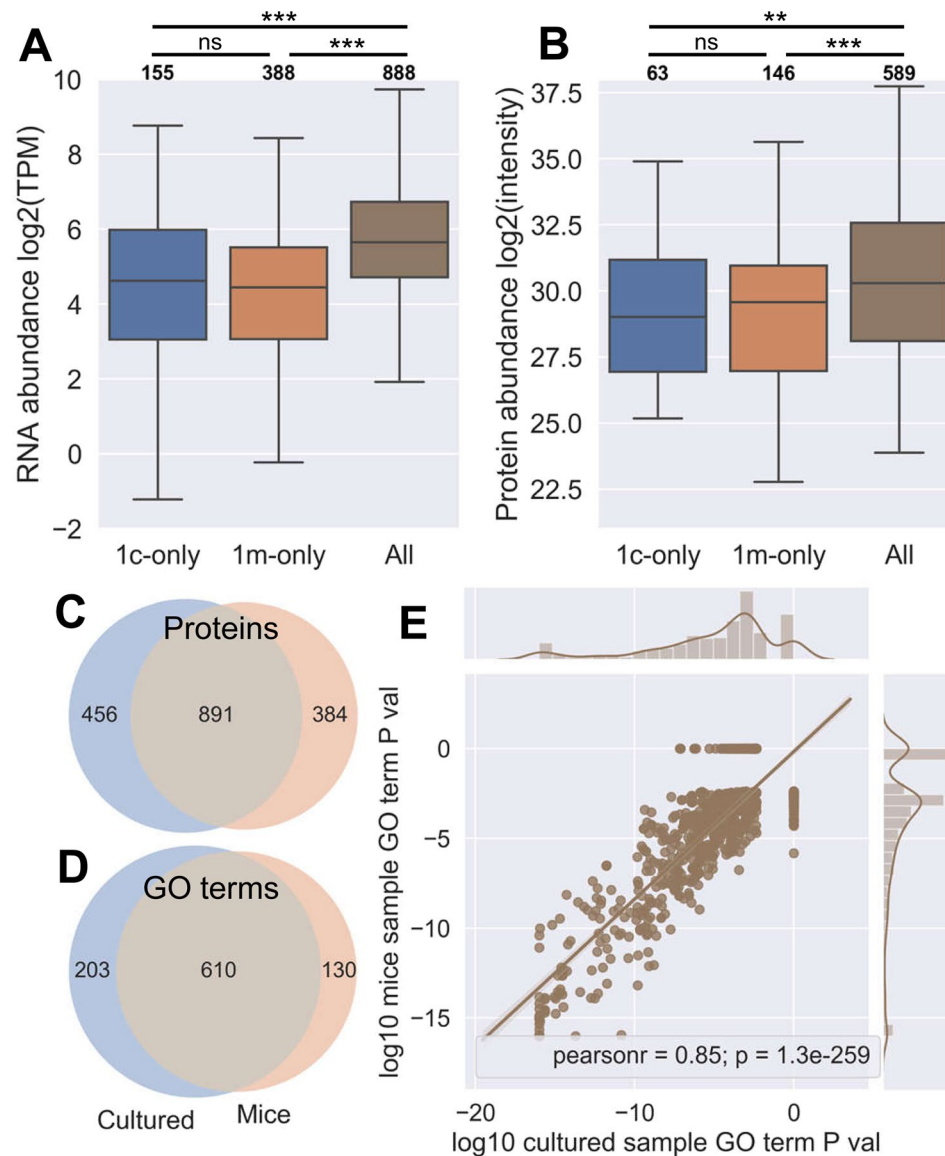 A
***
ns
***
155
388
888
10
8
6
4
2
0
−2
RNA abundance log2(TPM)
1c-only
1m-only
All
B
**
ns
***
63
146
589
37.5
35.0
32.5
30.0
27.5
25.0
22.5
Protein abundance log2(intensity)
1c-only
1m-only
All
C
Proteins
456
891
384
D
GO terms
203
610
130
Cultured
Mice
E
log10 mice sample GO term P val
0
−5
−10
−15
pearsonr = 0.85; p = 1.3e-259
−20
−10
0
log10 cultured sample GO term P val